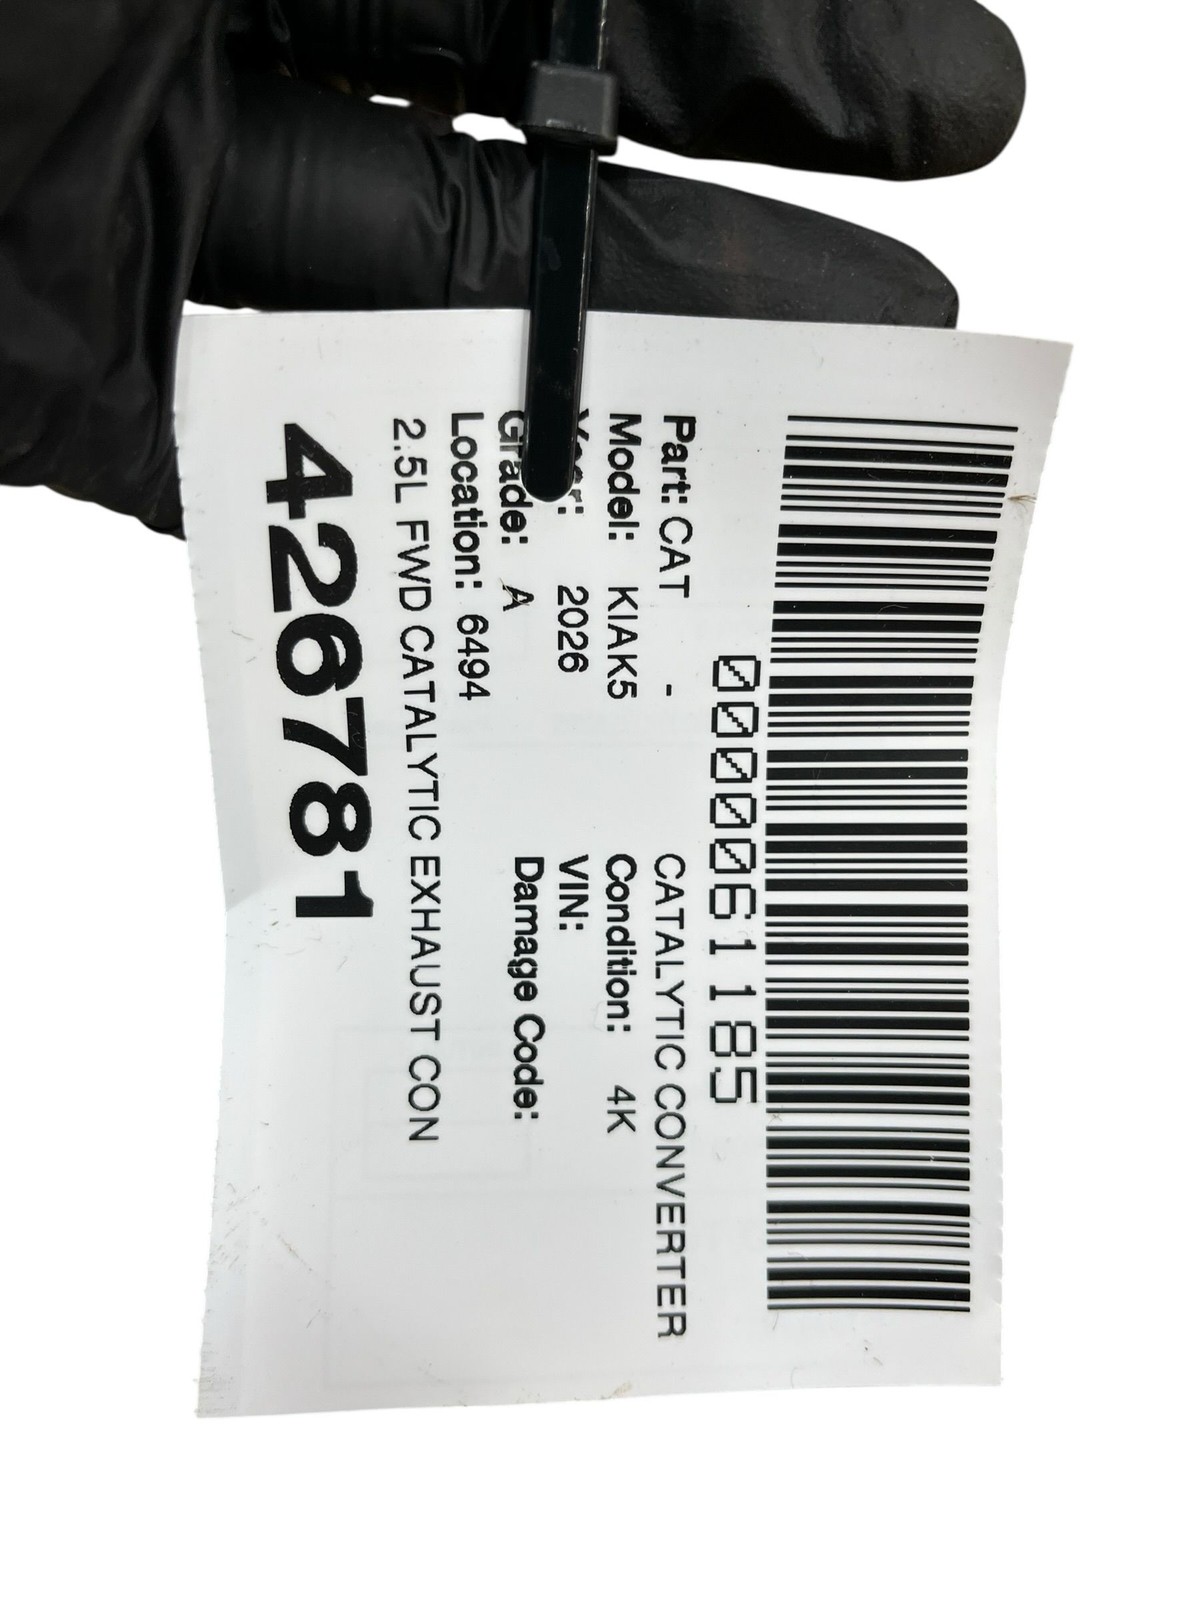 0000061185
Part: CAT - CATALYTIC CONVERTER
Model: KIAK5 Condition: 4K
Year: 2026 VIN:
Grade: A Damage Code:
Location: 6494
2.5L FWD CATALYTIC EXHAUST CON
426781